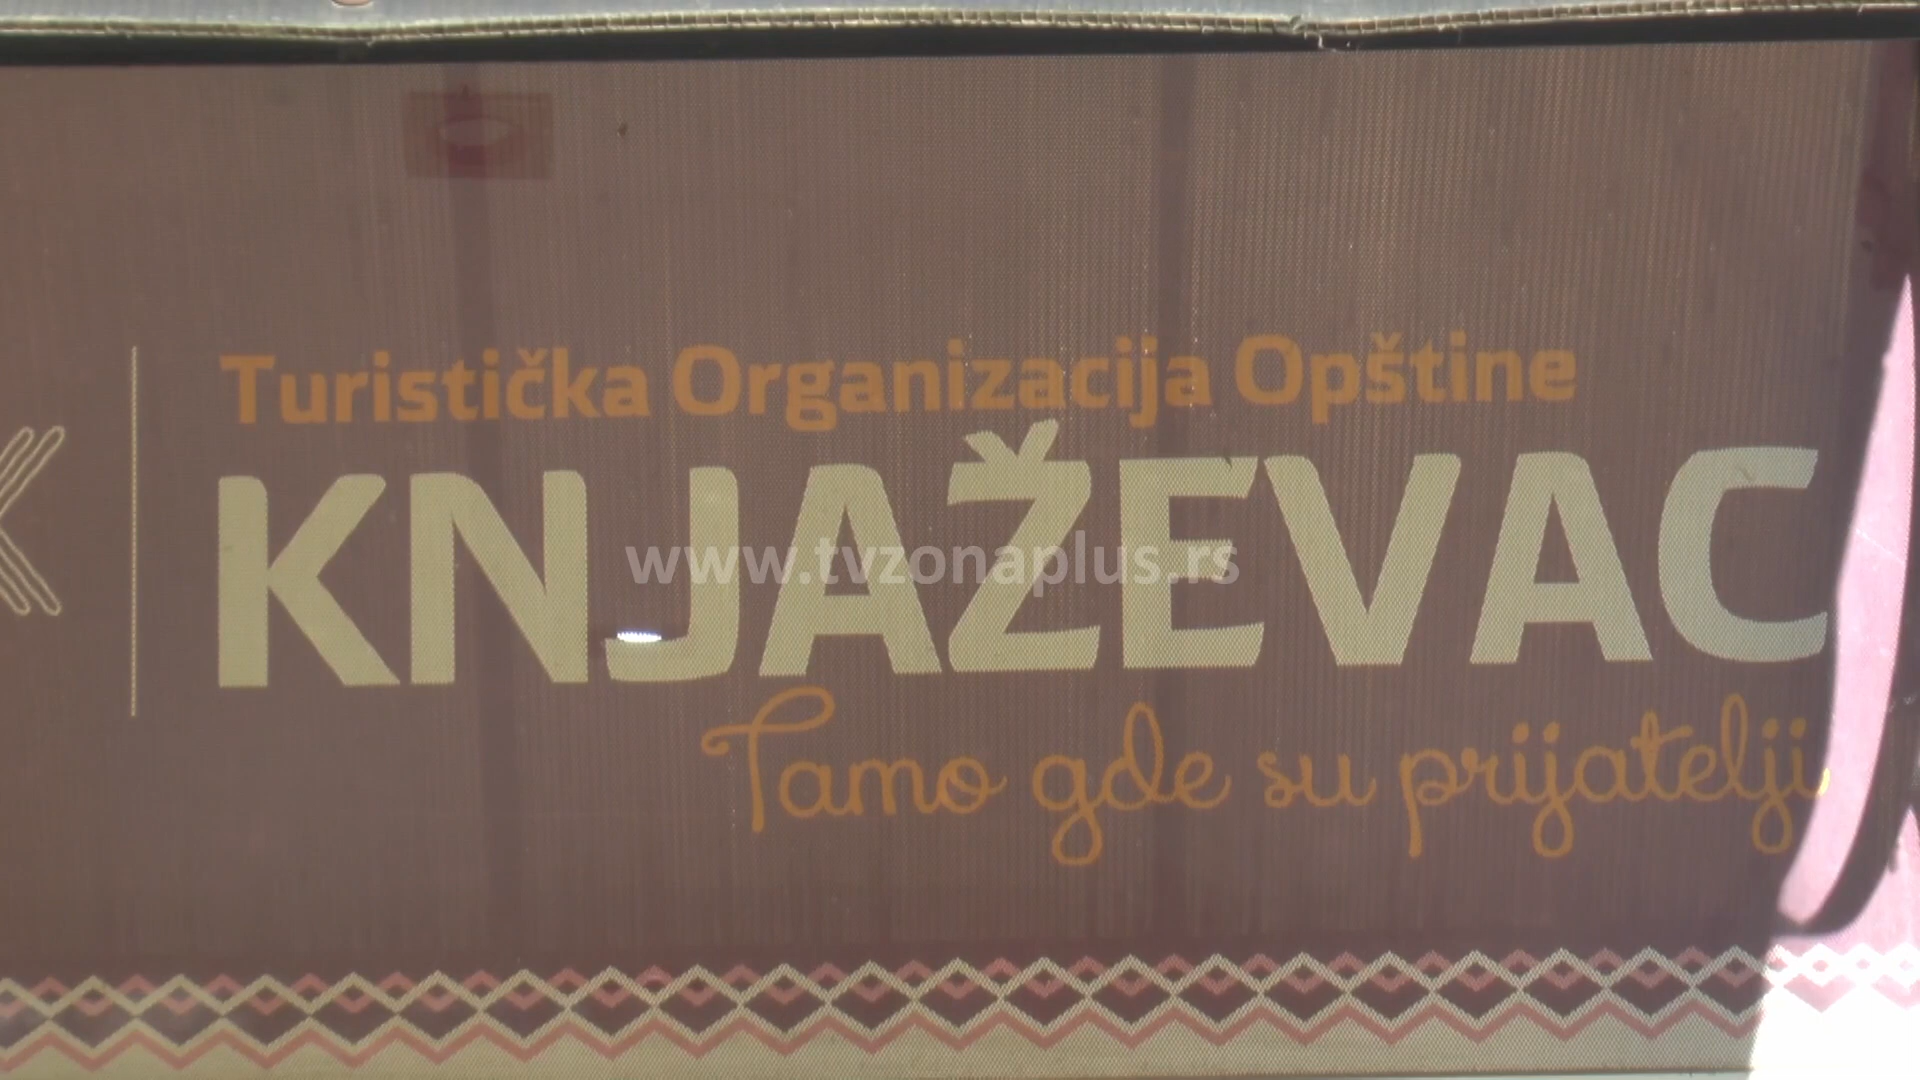 Turistička Organizacija Opštine
KNJAŽEVAC
www.tvzonaplus.rs
Tamo gde su prijatelji